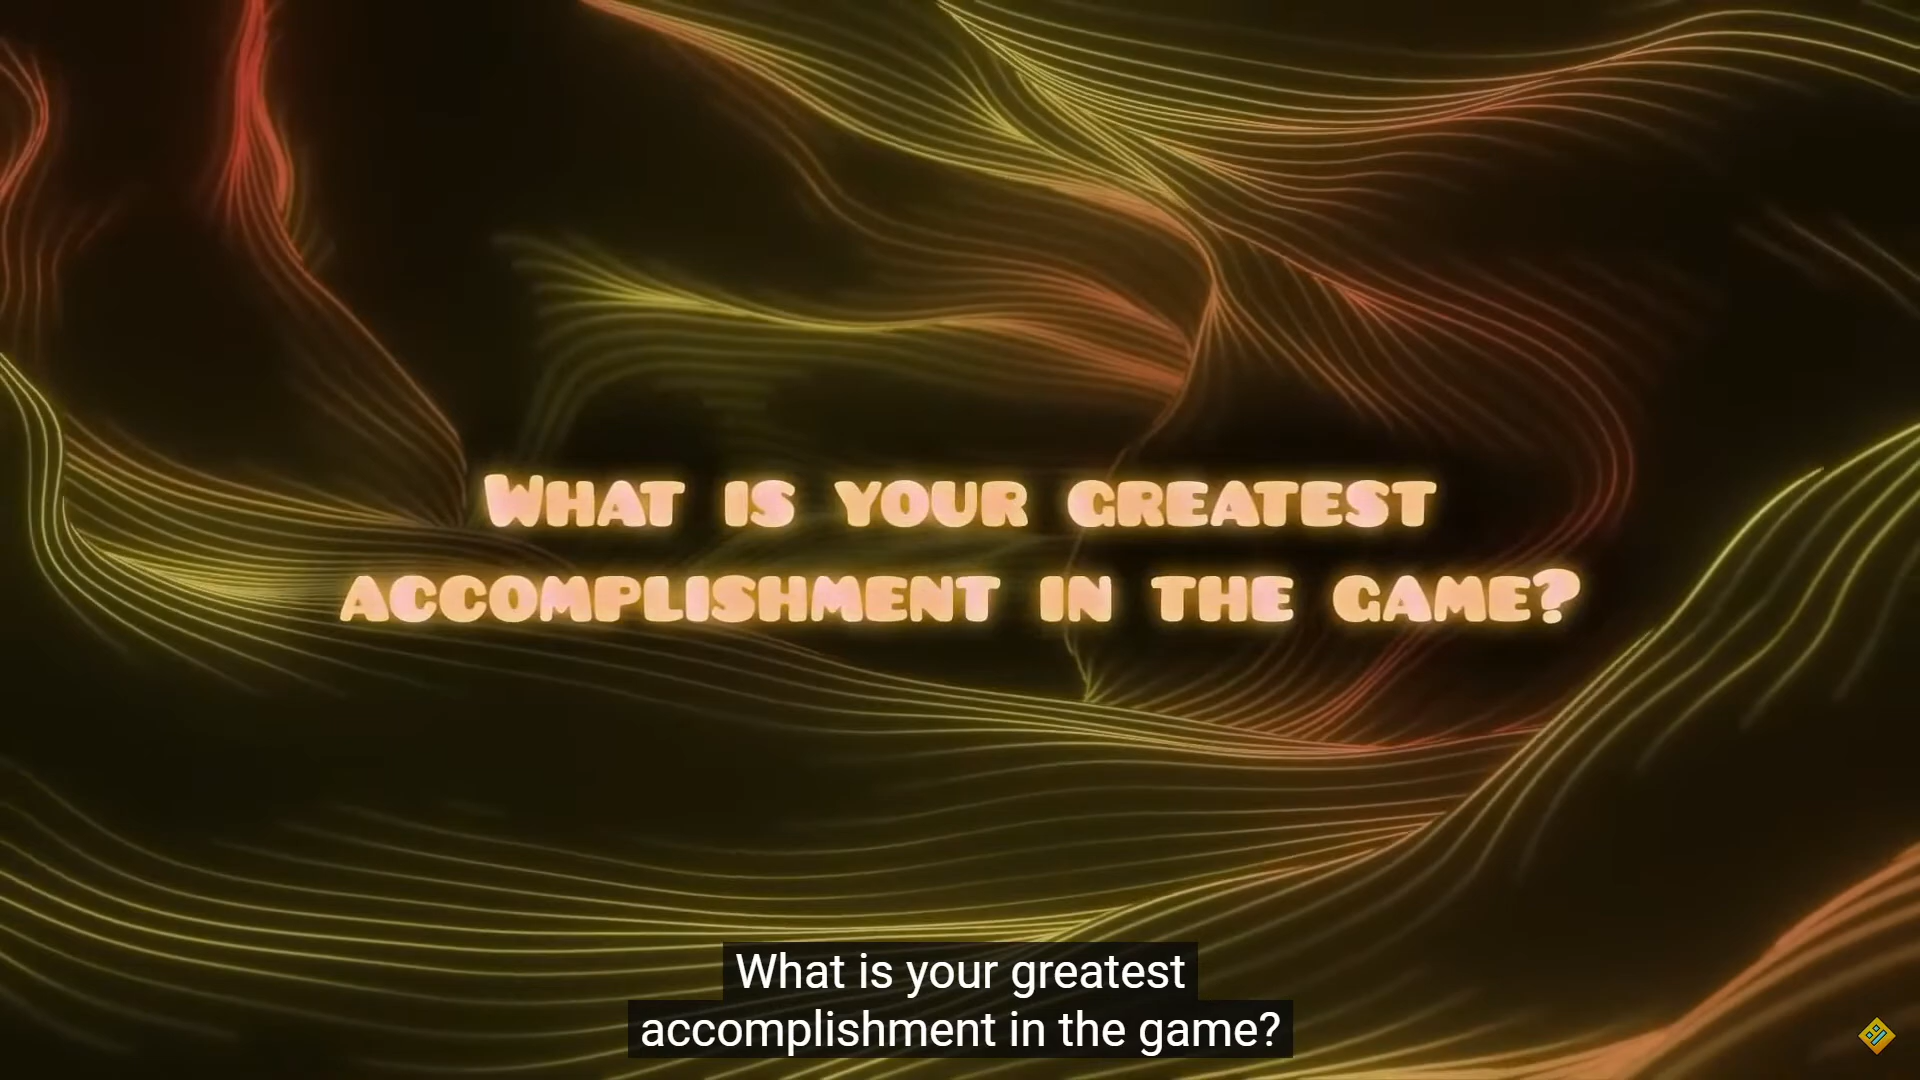 WHAT IS YOUR GREATEST
ACCOMPLISHMENT IN THE GAME?
What is your greatest
accomplishment in the game?